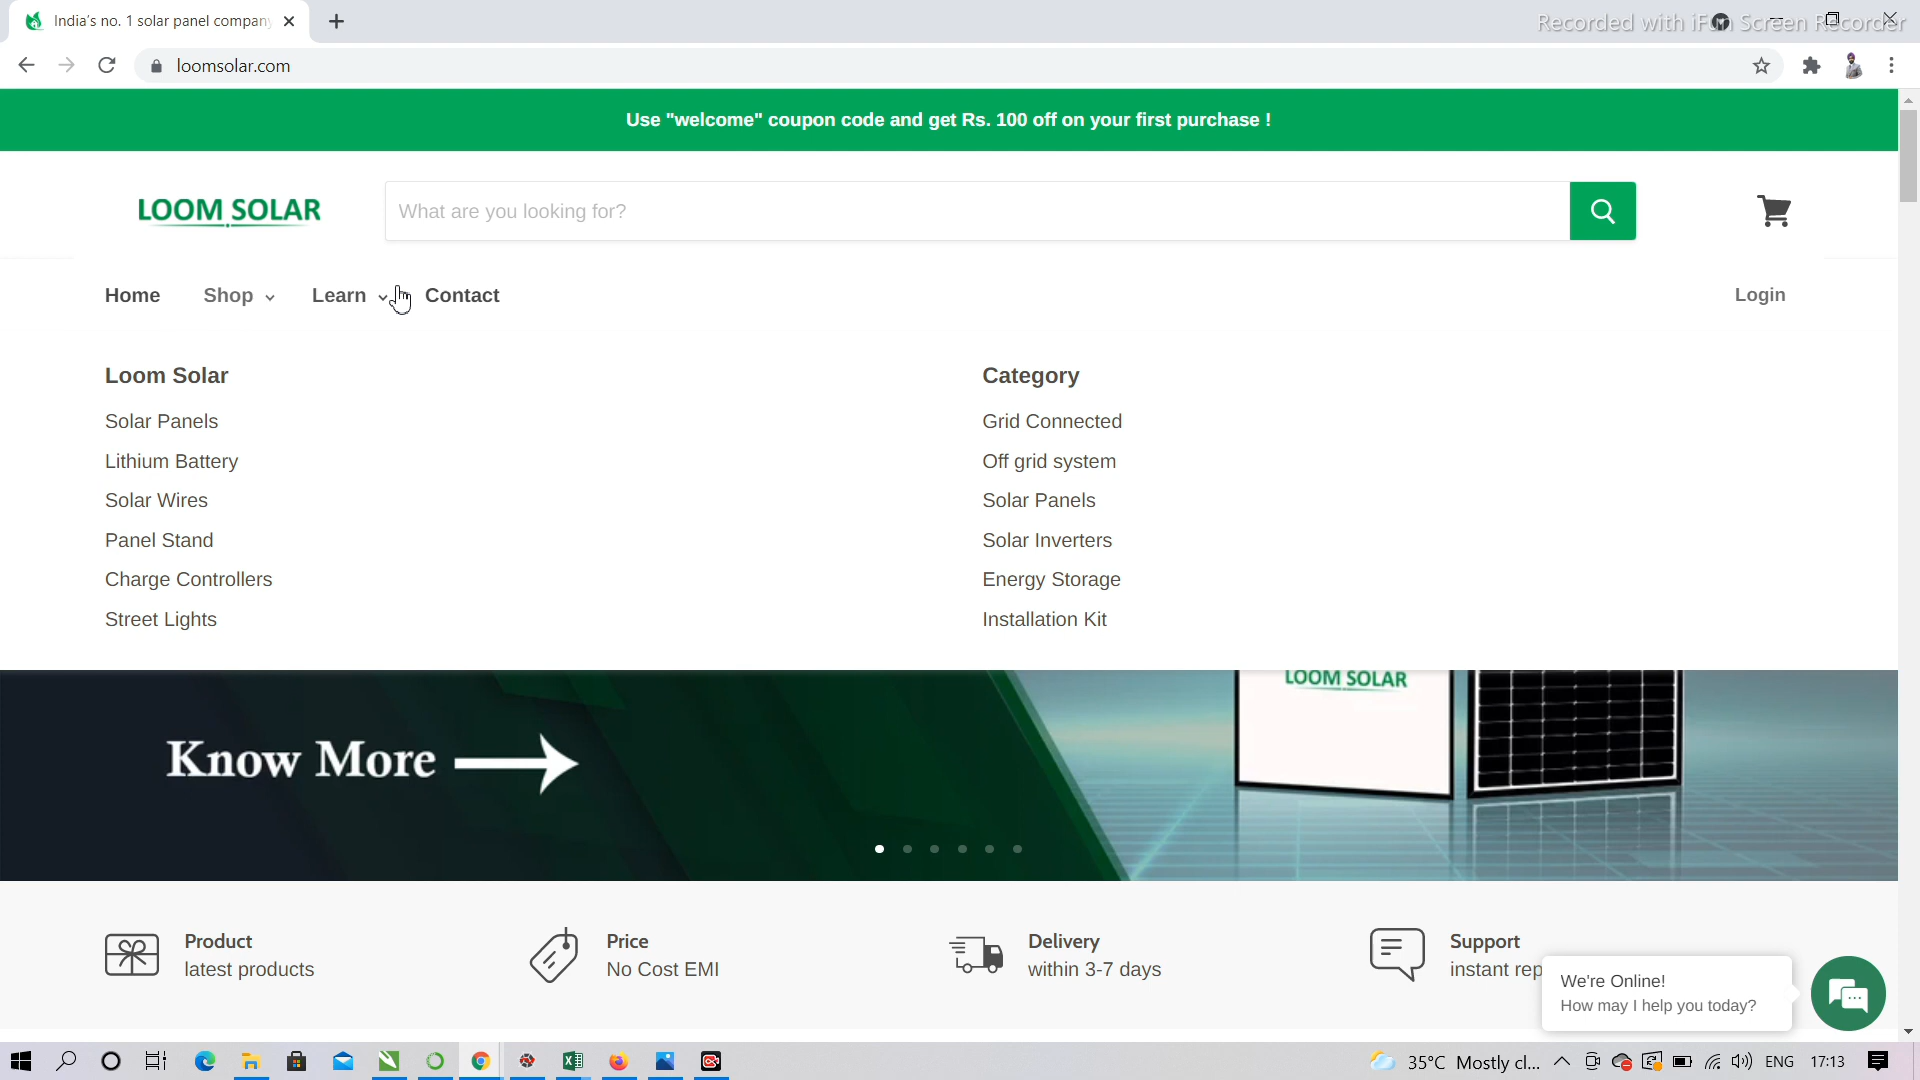 India's no. 1 solar panel company
Recorded with iFun Screen Recorder
loomsolar.com
Use "welcome" coupon code and get Rs. 100 off on your first purchase !
LOOM SOLAR
What are you looking for?
Home
Shop
Learn
Contact
Login
Loom Solar
Category
Solar Panels
Grid Connected
Lithium Battery
Off grid system
Solar Wires
Solar Panels
Panel Stand
Solar Inverters
Charge Controllers
Energy Storage
Street Lights
Installation Kit
LOOM SOLAR
Know More
Product
latest products
Price
No Cost EMI
Delivery
within 3-7 days
Support
instant rep
We're Online!
How may I help you today?
35°C Mostly cl...
ENG
17:13